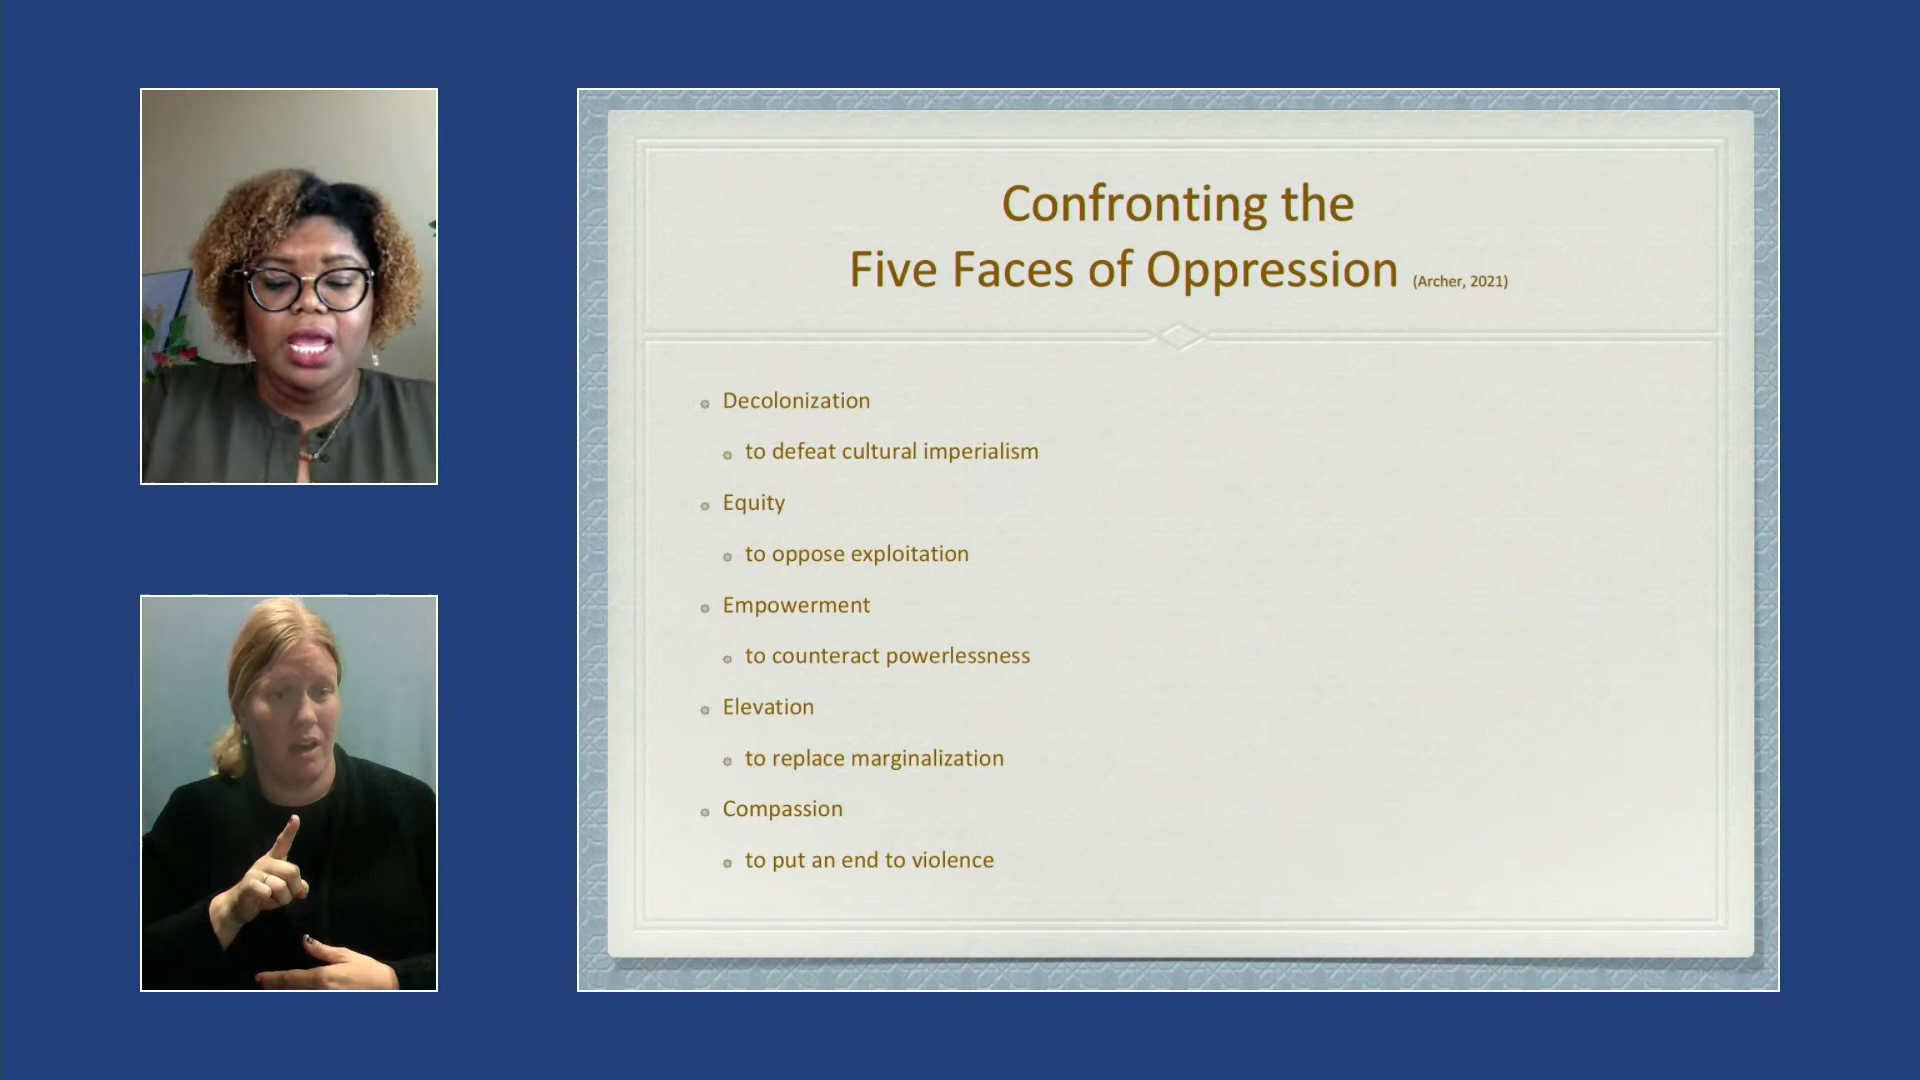 Confronting the
Five Faces of Oppression (Archer, 2021)
Decolonization
to defeat cultural imperialism
Equity
to oppose exploitation
Empowerment
to counteract powerlessness
Elevation
to replace marginalization
Compassion
to put an end to violence